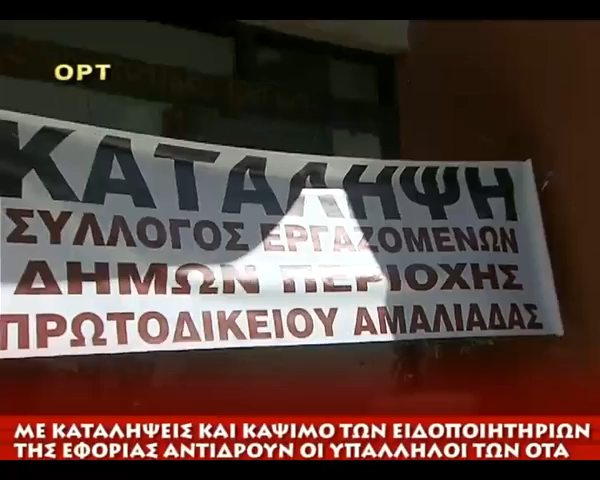 ΟΡΤ
ΚΑΤΑΛΗΨΗ
ΣΥΛΛΟΓΟΣ ΕΡΓΑΖΟΜΕΝΩΝ
ΔΗΜΩΝ ΠΕΡΙΟΧΗΣ
ΠΡΩΤΟΔΙΚΕΙΟΥ ΑΜΑΛΙΑΔΑΣ
ΜΕ ΚΑΤΑΛΗΨΕΙΣ ΚΑΙ ΚΑΨΙΜΟ ΤΩΝ ΕΙΔΟΠΟΙΗΤΗΡΙΩΝ
ΤΗΣ ΕΦΟΡΙΑΣ ΑΝΤΙΔΡΟΥΝ ΟΙ ΥΠΑΛΛΗΛΟΙ ΤΩΝ ΟΤΑ